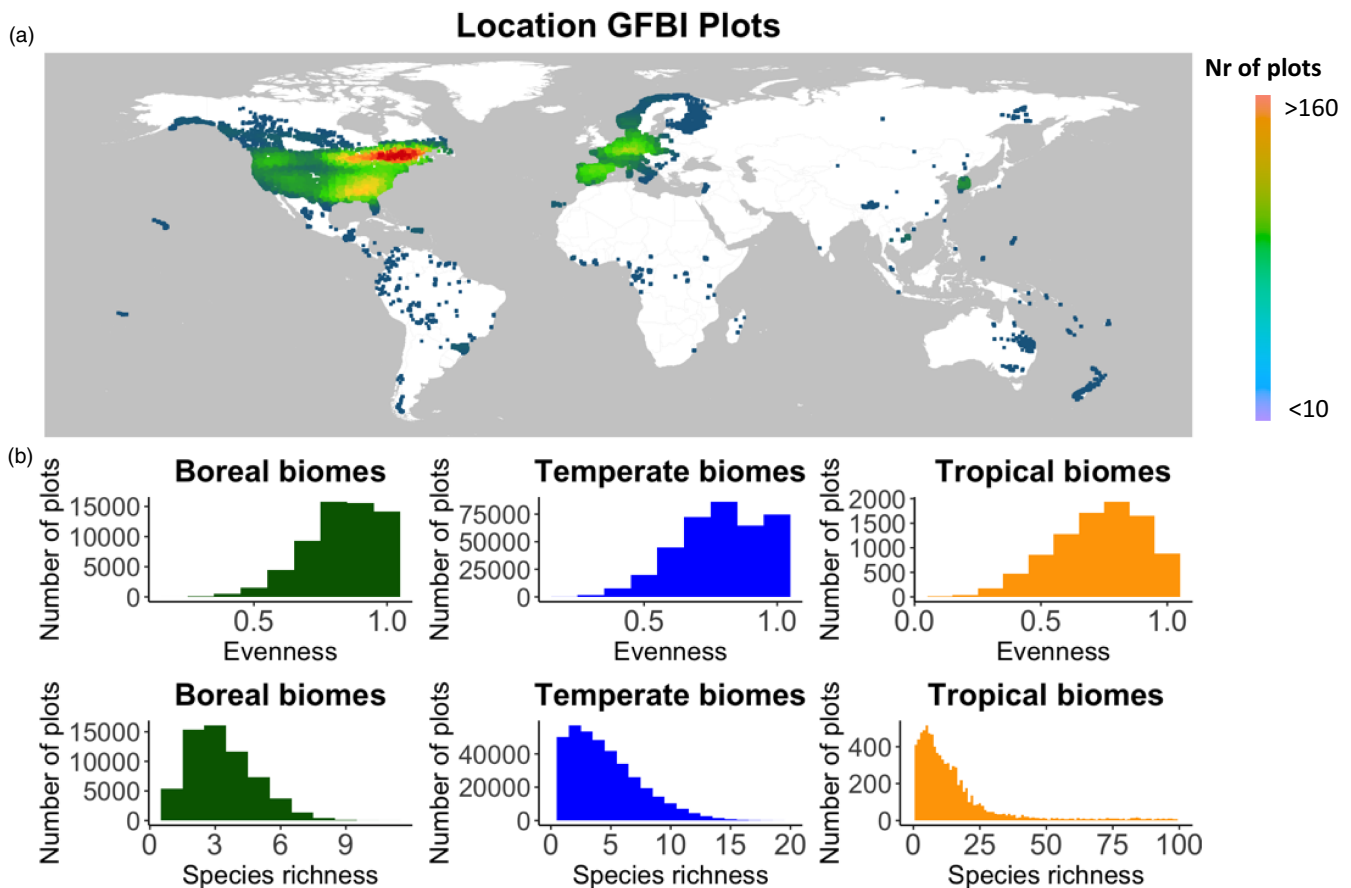 (a)
Location GFBI Plots
Nr of plots
>160
<10
(b)
Boreal biomes
Number of plots
15000
10000
5000
0
0.5
1.0
Evenness
Temperate biomes
Number of plots
75000
50000
25000
0
0.5
1.0
Evenness
Tropical biomes
Number of plots
2000
1500
1000
500
0
0.0
0.5
1.0
Evenness
Boreal biomes
Number of plots
15000
10000
5000
0
0
3
6
9
Species richness
Temperate biomes
Number of plots
40000
20000
0
0
5
10
15
20
Species richness
Tropical biomes
Number of plots
400
200
0
0
25
50
75
100
Species richness